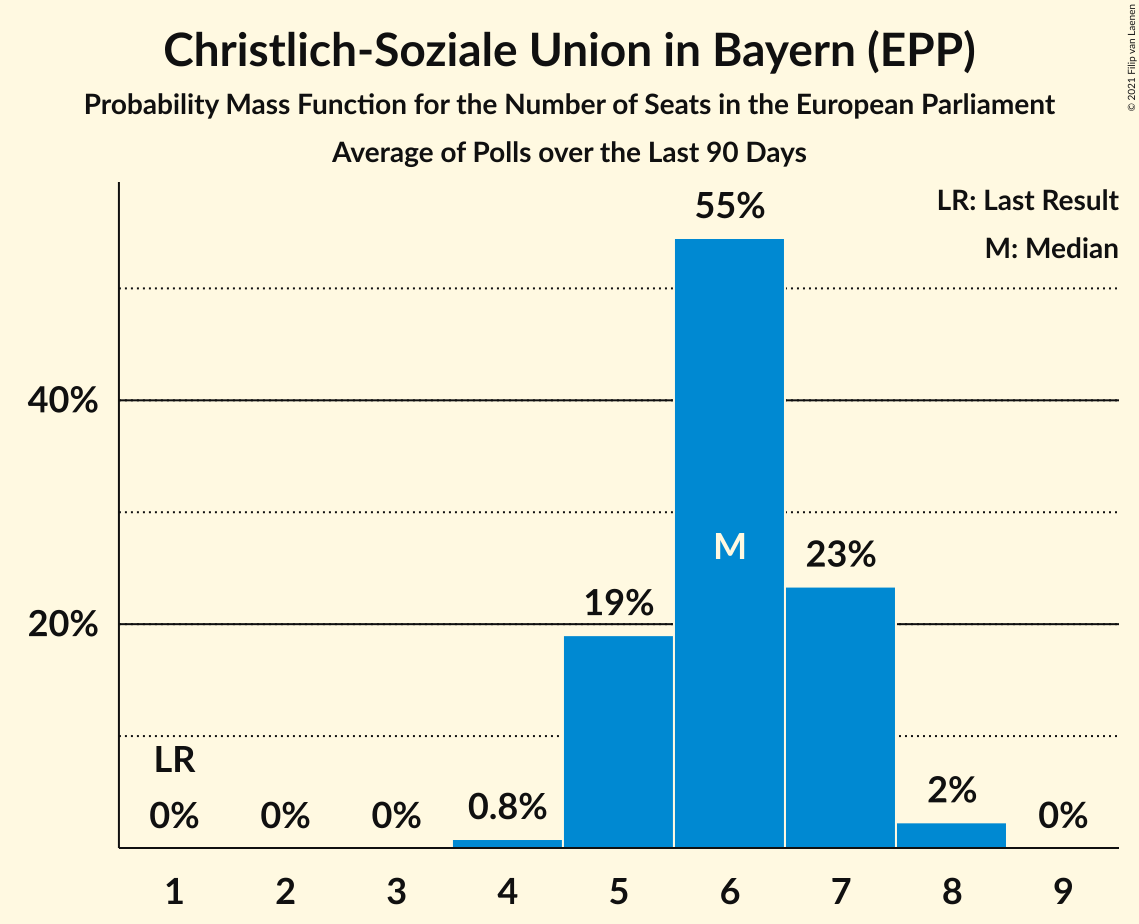 Christlich-Soziale Union in Bayern (EPP)
Probability Mass Function for the Number of Seats in the European Parliament
Average of Polls over the Last 90 Days
© 2021 Filip van Laenen
LR: Last Result
M: Median
55%
40%
M
23%
19%
20%
LR
0%
0%
0%
0.8%
2%
0%
1 2 3 4 5 6 7 8 9